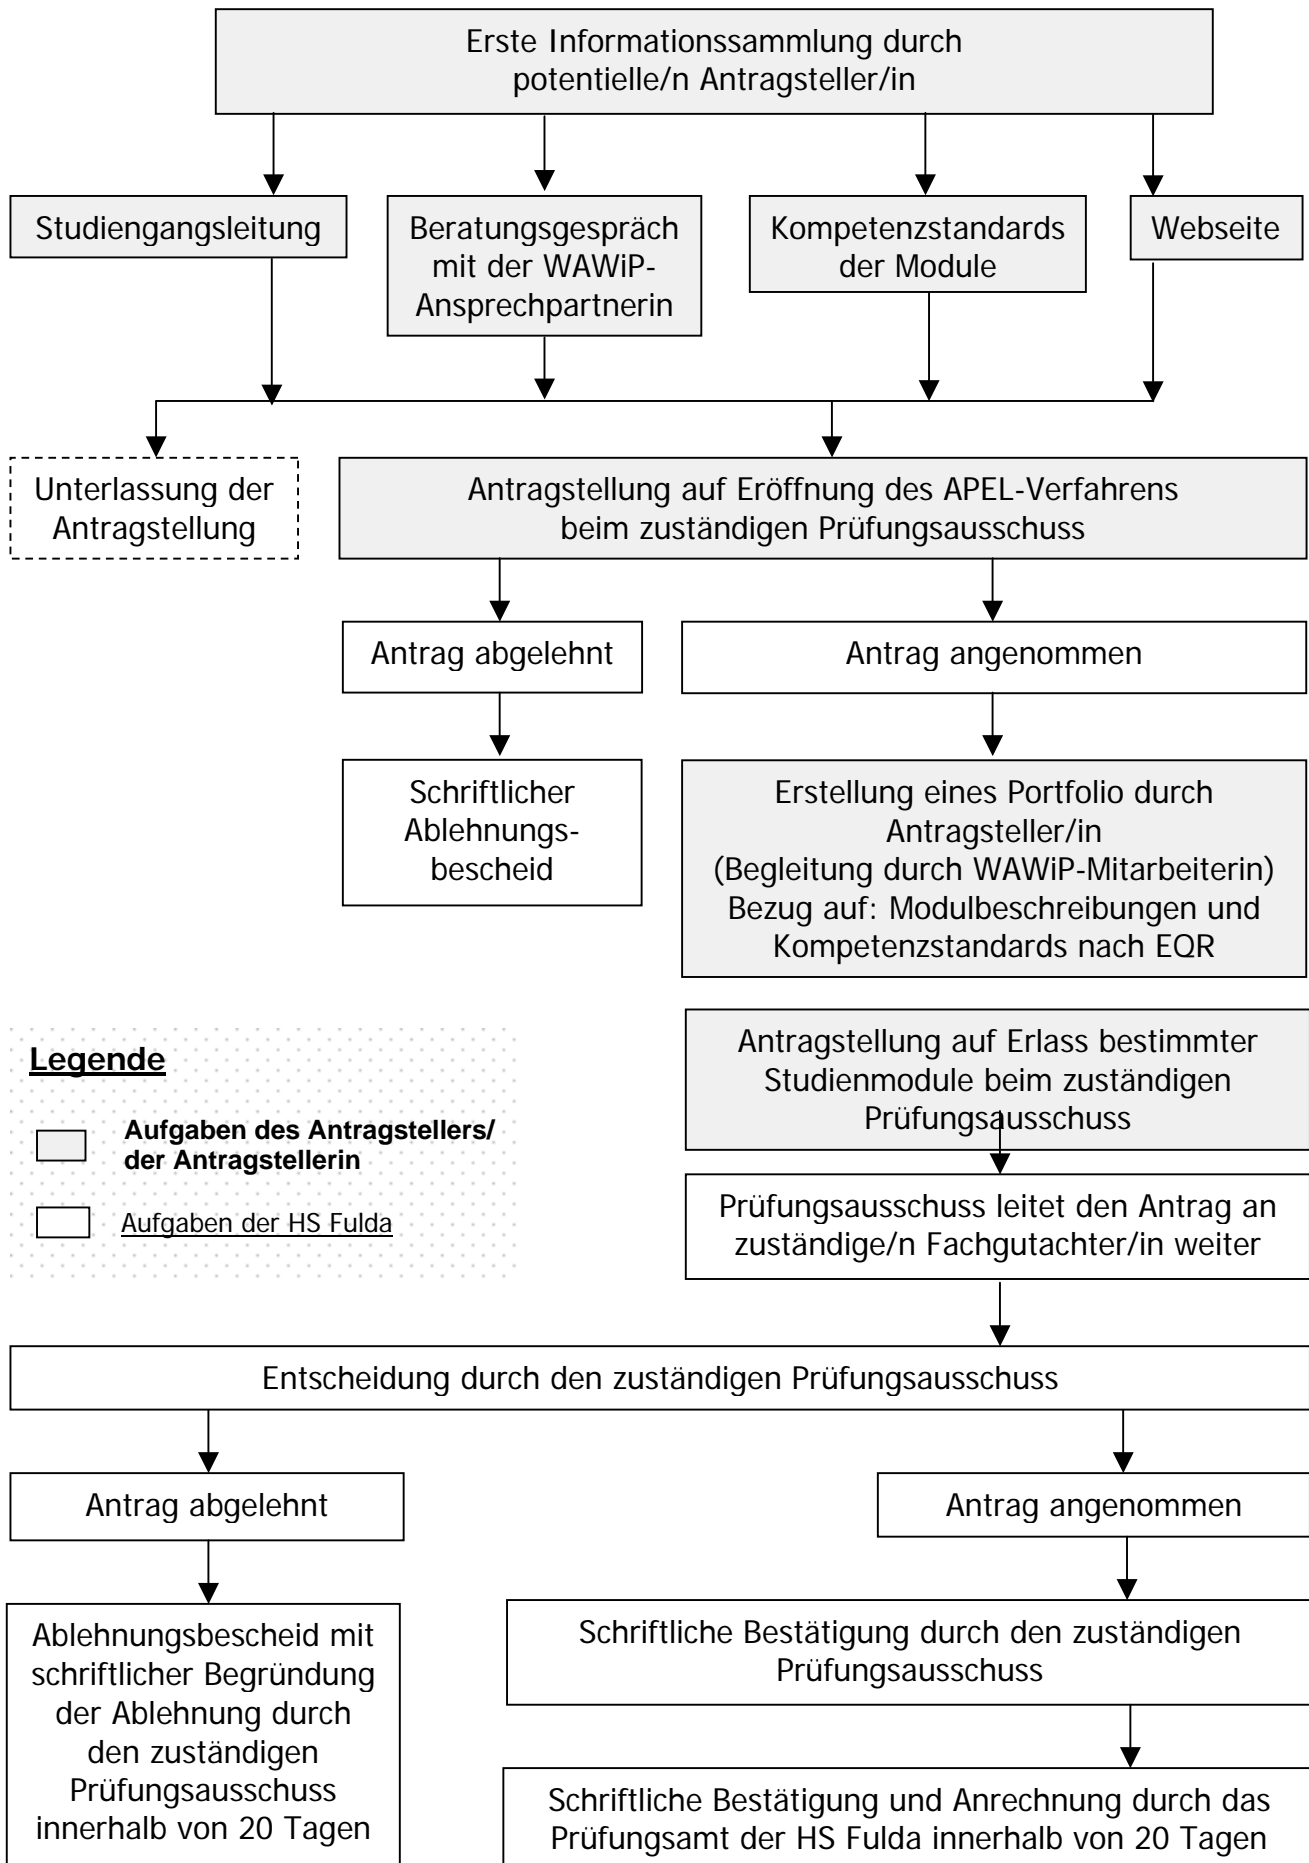 Erste Informationssammlung durch
potentielle/n Antragsteller/in
Studiengangsleitung
Beratungsgespräch
mit der WAWiP-
Ansprechpartnerin
Kompetenzstandards
der Module
Webseite
Unterlassung der
Antragstellung
Antragstellung auf Eröffnung des APEL-Verfahrens
beim zuständigen Prüfungsausschuss
Antrag abgelehnt
Antrag angenommen
Schriftlicher
Ablehnungs-
bescheid
Erstellung eines Portfolio durch
Antragsteller/in
(Begleitung durch WAWiP-Mitarbeiterin)
Bezug auf: Modulbeschreibungen und
Kompetenzstandards nach EQR
Antragstellung auf Erlass bestimmter
Studienmodule beim zuständigen
Prüfungsausschuss
Legende
Aufgaben des Antragstellers/
der Antragstellerin
Aufgaben der HS Fulda
Prüfungsausschuss leitet den Antrag an
zuständige/n Fachgutachter/in weiter
Entscheidung durch den zuständigen Prüfungsausschuss
Antrag abgelehnt
Antrag angenommen
Ablehnungsbescheid mit
schriftlicher Begründung
der Ablehnung durch
den zuständigen
Prüfungsausschuss
innerhalb von 20 Tagen
Schriftliche Bestätigung durch den zuständigen
Prüfungsausschuss
Schriftliche Bestätigung und Anrechnung durch das
Prüfungsamt der HS Fulda innerhalb von 20 Tagen